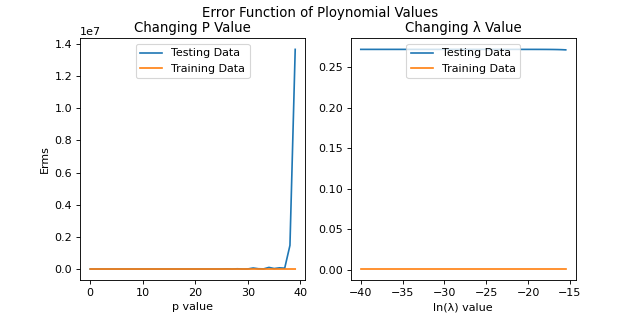 Error Function of Ploynomial Values
Changing P Value
Changing λ Value
1e7
Testing Data
Training Data
1.4
1.2
1.0
0.8
0.6
0.4
0.2
0.0
Erms
0 10 20 30 40
p value
Testing Data
Training Data
0.25
0.20
0.15
0.10
0.05
0.00
−40 −35 −30 −25 −20 −15
ln(λ) value